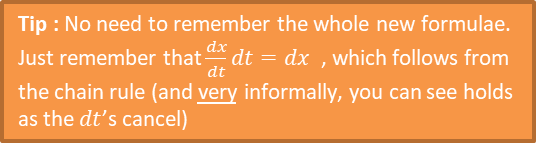 Tip : No need to remember the whole new formulae.
Just remember that $\frac{dx}{dt} dt = dx$ , which follows from
the chain rule (and very informally, you can see holds
as the $dt$'s cancel)